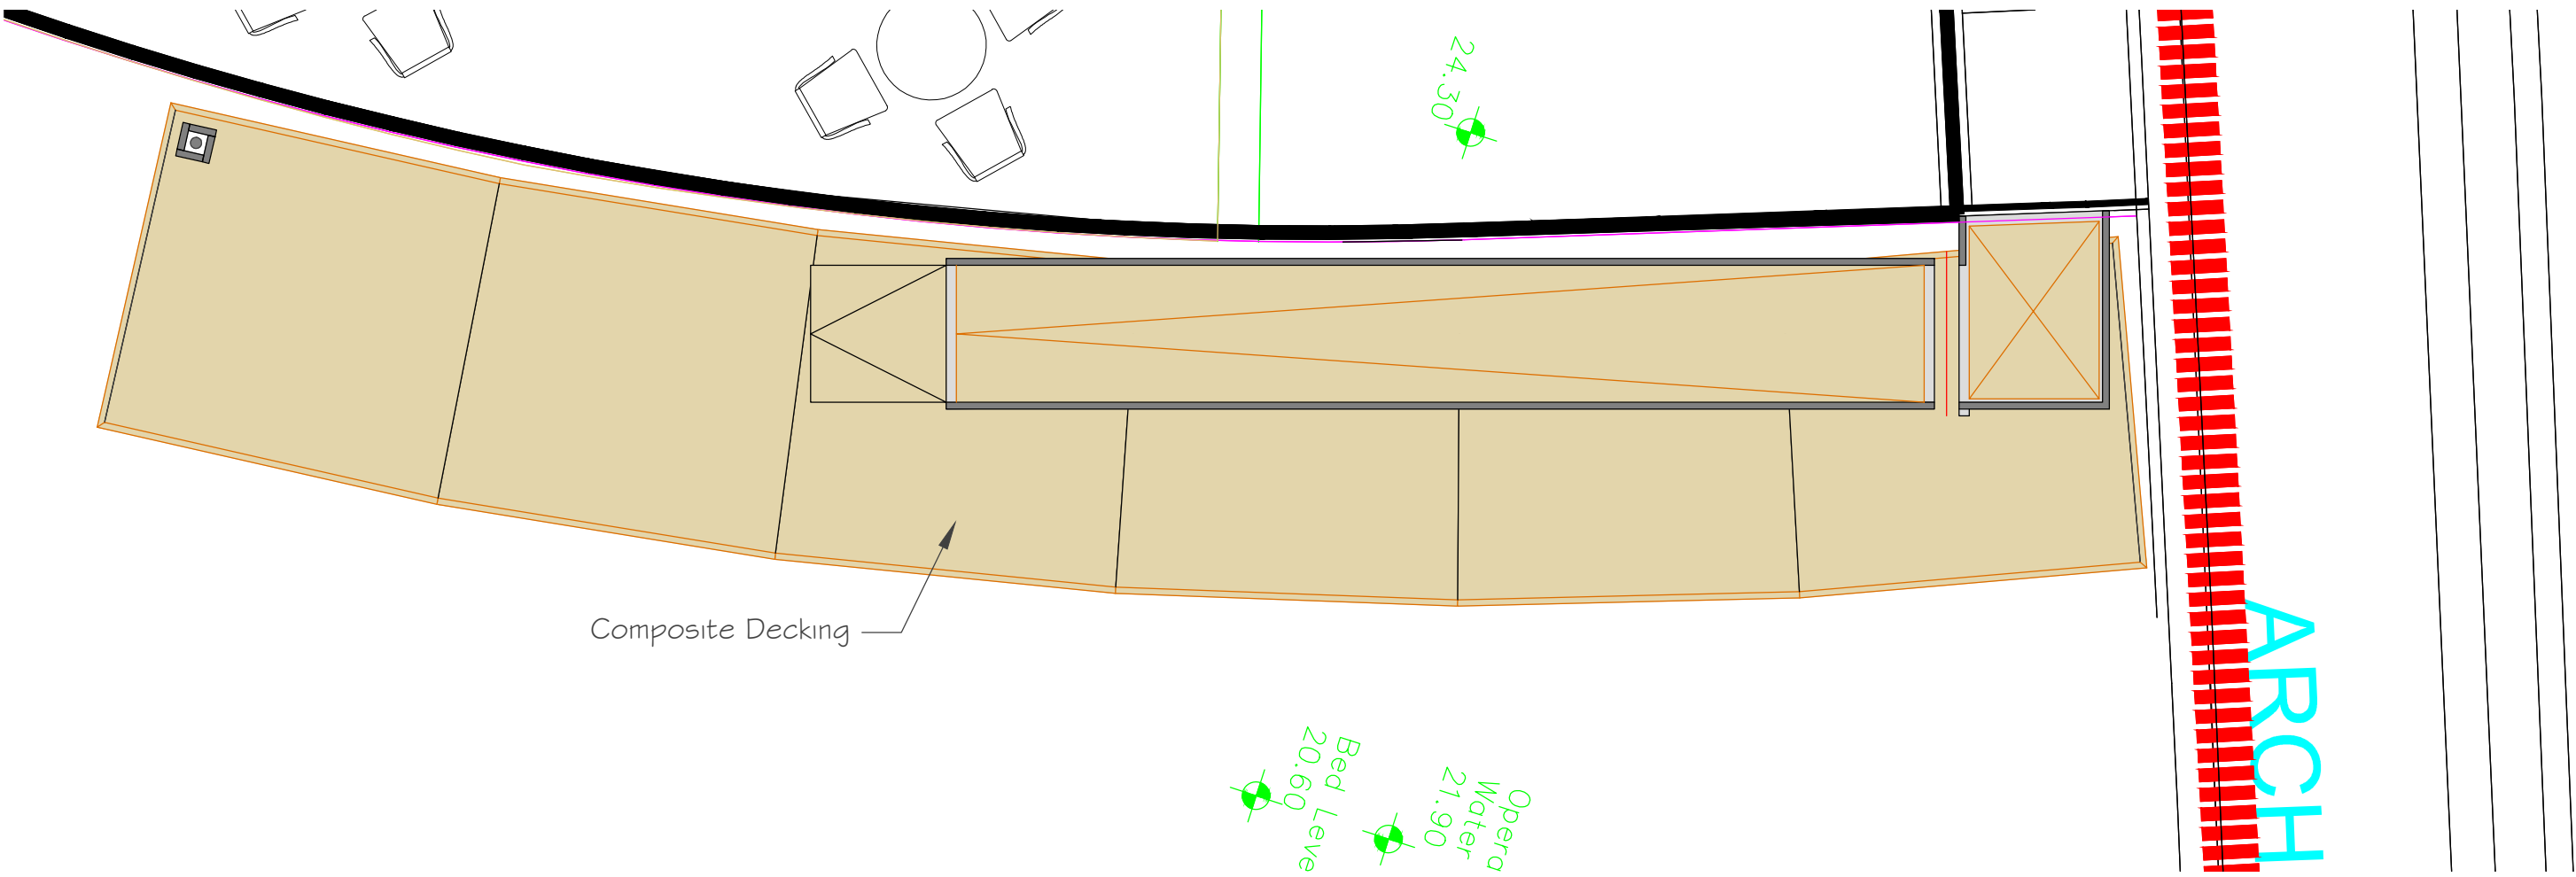 24.30
Composite Decking
Bed Leve
20.60
Opera
Water
21.90
ARCH